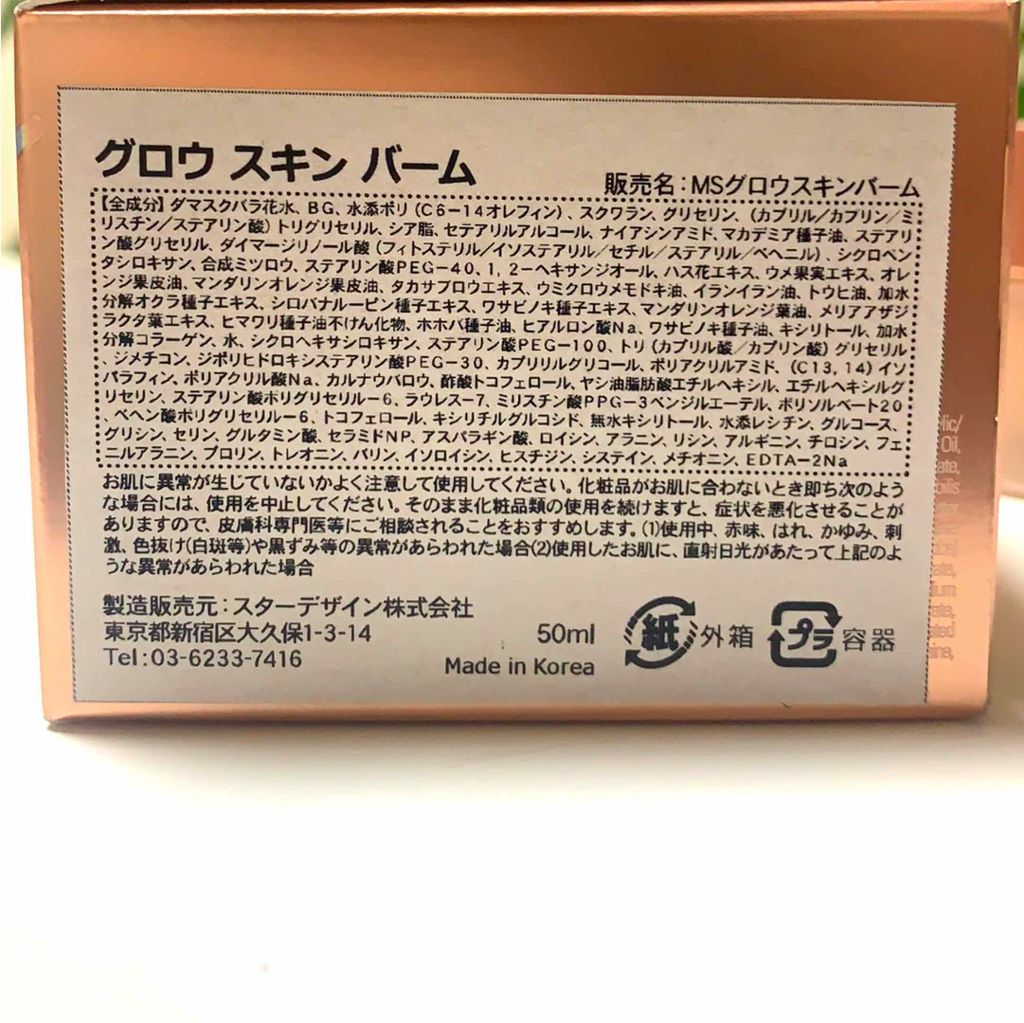 グロウ スキン バーム
販売名：MSグロウスキンバーム
【全成分】ダマスクバラ花水、BG、水添ポリ（C6－14オレフィン）、スクワラン、グリセリン、（カプリル／カプリン／ミ
リスチン／ステアリン酸）トリグリセリル、シア脂、セテアリルアルコール、ナイアシンアミド、マカデミア種子油、ステアリ
ン酸グリセリル、ダイマージリノール酸（フィトステリル／イソステアリル／セチル／ステアリル／ベヘニル）、シクロペン
タシロキサン、合成ミツロウ、ステアリン酸PEG－40、1，2－ヘキサンジオール、ハス花エキス、ウメ果実エキス、オレ
ンジ果皮油、マンダリンオレンジ果皮油、タカサブロウエキス、ウミクロウメモドキ油、イランイラン油、トウヒ油、加水
分解オクラ種子エキス、シロバナルーピン種子エキス、ワサビノキ種子エキス、マンダリンオレンジ葉油、メリアアザジ
ラクタ葉エキス、ヒマワリ種子油不けん化物、ホホバ種子油、ヒアルロン酸Na、ワサビノキ種子油、キシリトール、加水
分解コラーゲン、水、シクロヘキサシロキサン、ステアリン酸PEG－100、トリ（カプリル酸／カプリン酸）グリセリル
、ジメチコン、ジポリヒドロキシステアリン酸PEG－30、カプリリルグリコール、ポリアクリルアミド、（C13，14）イソ
パラフィン、ポリアクリル酸Na、カルナウバロウ、酢酸トコフェロール、ヤシ油脂肪酸エチルヘキシル、エチルヘキシルグ
リセリン、ステアリン酸ポリグリセリル－6、ラウレス－7、ミリスチン酸PPG－3ベンジルエーテル、ポリソルベート20
、ベヘン酸ポリグリセリル－6、トコフェロール、キシリチルグルコシド、無水キシリトール、水添レシチン、グルコース、
グリシン、セリン、グルタミン酸、セラミドNP、アスパラギン酸、ロイシン、アラニン、リシン、アルギニン、チロシン、フェ
ニルアラニン、プロリン、トレオニン、バリン、イソロイシン、ヒスチジン、システイン、メチオニン、EDTA－2Na
お肌に異常が生じていないかよく注意して使用してください。化粧品がお肌に合わないとき即ち次のよう
な場合には、使用を中止してください。そのまま化粧品類の使用を続けますと、症状を悪化させることが
ありますので、皮膚科専門医等にご相談されることをおすすめします。(1)使用中、赤味、はれ、かゆみ、刺
激、色抜け(白斑等)や黒ずみ等の異常があらわれた場合(2)使用したお肌に、直射日光があたって上記のよ
うな異常があらわれた場合
製造販売元：スターデザイン株式会社
東京都新宿区大久保1-3-14
Tel:03-6233-7416
50ml
Made in Korea
紙 外箱
プラ 容器